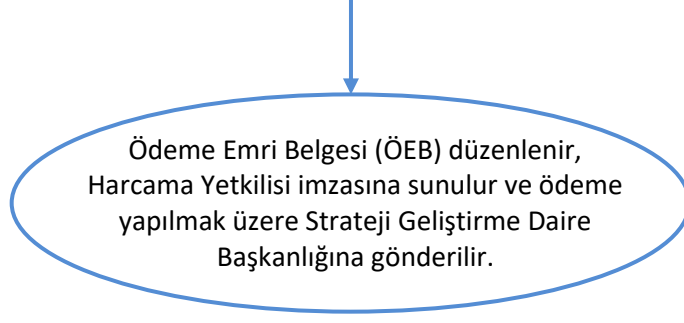 Ödeme Emri Belgesi (ÖEB) düzenlenir,
Harcama Yetkilisi imzasına sunulur ve ödeme
yapılmak üzere Strateji Geliştirme Daire
Başkanlığına gönderilir.